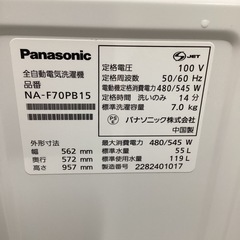 Panasonic
全自動電気洗濯機
品番
NA-F70PB15
外形寸法
幅 562 mm
奥行 572 mm
高さ 957 mm
JET
定格電圧 100 V
定格周波数 50/60 Hz
電動機定格消費電力 480/545 W
定格時間 洗いのみ 14 分
標準洗濯容量 7.0 kg
パナソニック株式会社
中国製
最大消費電力 480/545 W
標準水量 55 L
標準使用水量 119 L
製造番号 2282401017